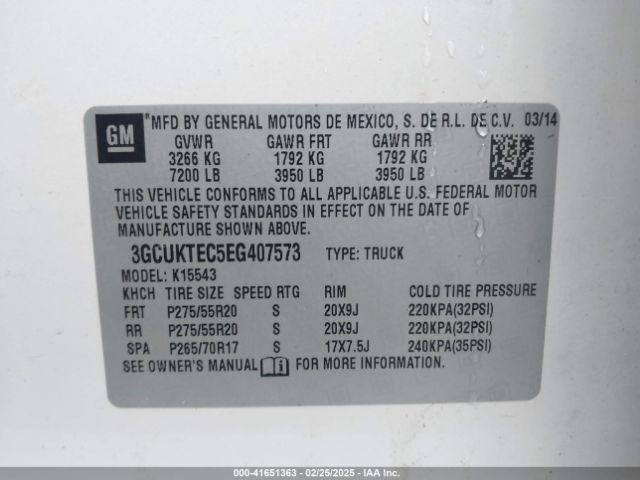 GM
"MFD BY GENERAL MOTORS DE MEXICO, S. DE R.L. DE C.V. 03/14
GVWR GAWR FRT GAWR RR
3266 KG 1792 KG 1792 KG
7200 LB 3950 LB 3950 LB
THIS VEHICLE CONFORMS TO ALL APPLICABLE U.S. FEDERAL MOTOR
VEHICLE SAFETY STANDARDS IN EFFECT ON THE DATE OF
MANUFACTURE SHOWN ABOVE.
3GCUKTEC5EG407573 TYPE: TRUCK
MODEL: K15543
KHCH TIRE SIZE SPEED RTG RIM COLD TIRE PRESSURE
FRT P275/55R20 S 20X9J 220KPA(32PSI)
RR P275/55R20 S 20X9J 220KPA(32PSI)
SPA P265/70R17 S 17X7.5J 240KPA(35PSI)
SEE OWNER'S MANUAL FOR MORE INFORMATION.
000-41651363 - 02/25/2025 - IAAI.com